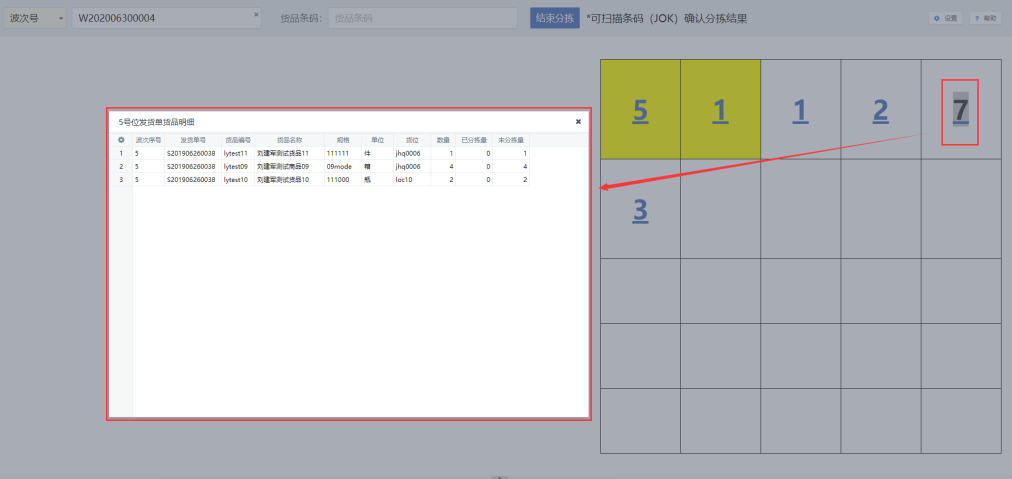 波次号 W202006300004 × 货品条码: 货品条码 结束分拣 *可扫描条码（JOK）确认分拣结果 设置 ? 帮助
5 1 1 2 7
3
5号位发货单货品明细 ×
波次序号 发货单号 货品编号 货品名称 规格 单位 货位 数量 已分拣量 未分拣量
1 5 S201906260038 lytest11 刘建军测试货品11 111111 件 jhq0006 1 0 1
2 5 S201906260038 lytest09 刘建军测试商品09 09mode 箱 jhq0006 4 0 4
3 5 S201906260038 lytest10 刘建军测试货品10 111000 瓶 loc10 2 0 2